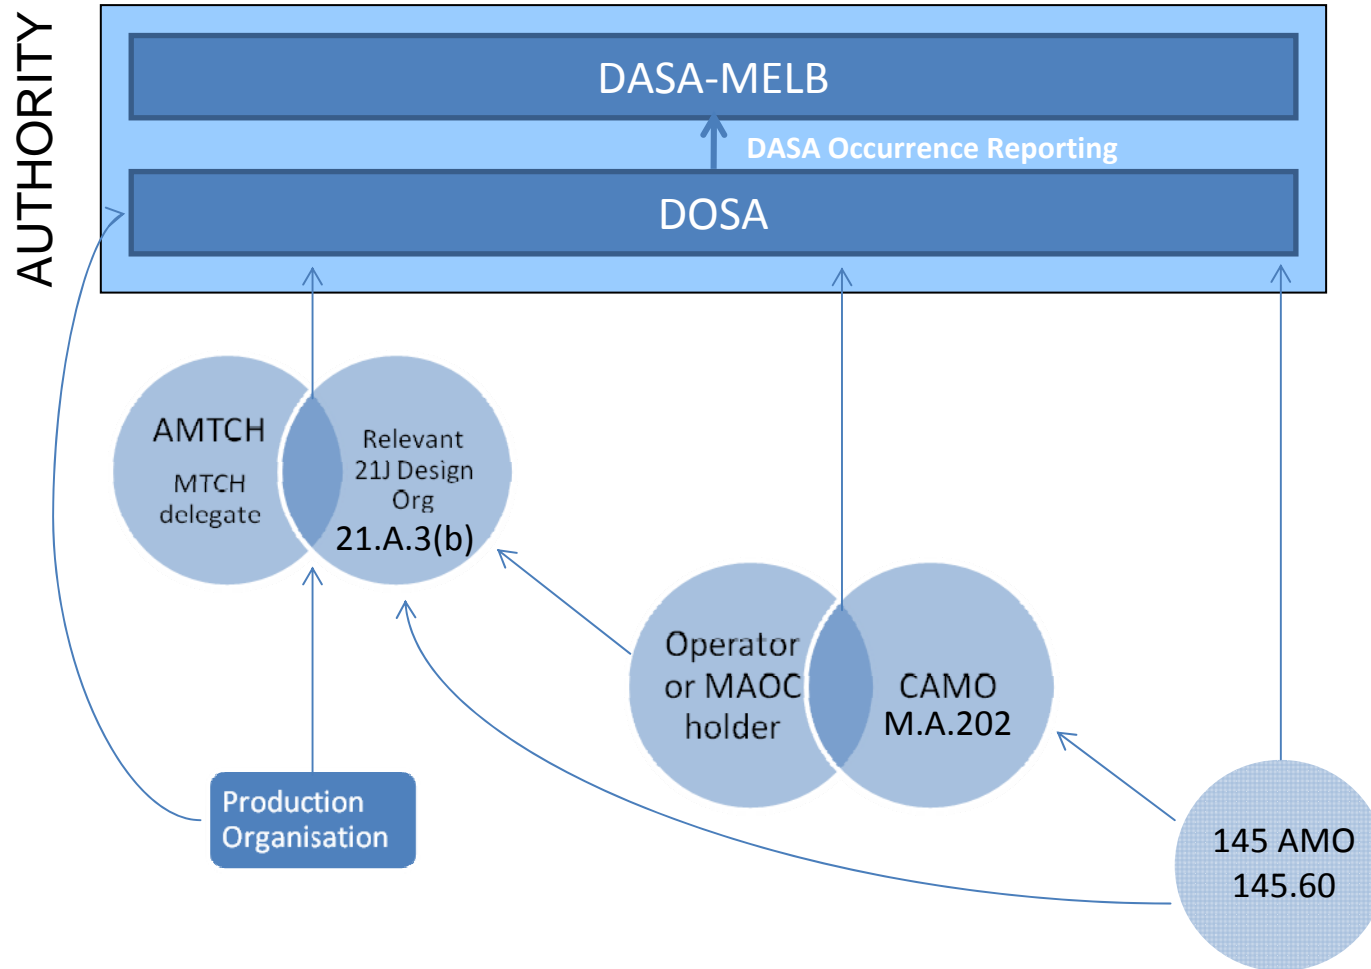 AUTHORITY
DASA-MELB
DASA Occurrence Reporting
DOSA
AMTCH
MTCH
delegate
Relevant
21J Design
Org
21.A.3(b)
Operator
or MAOC
holder
CAMO
M.A.202
Production
Organisation
145 AMO
145.60